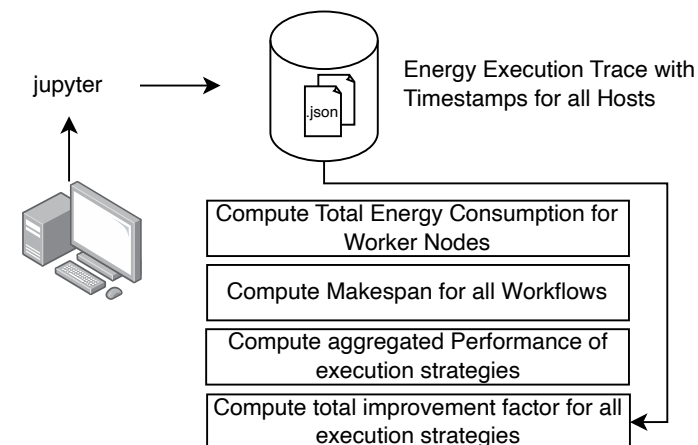 jupyter
.json
Energy Execution Trace with
Timestamps for all Hosts
Compute Total Energy Consumption for
Worker Nodes
Compute Makespan for all Workflows
Compute aggregated Performance of
execution strategies
Compute total improvement factor for all
execution strategies